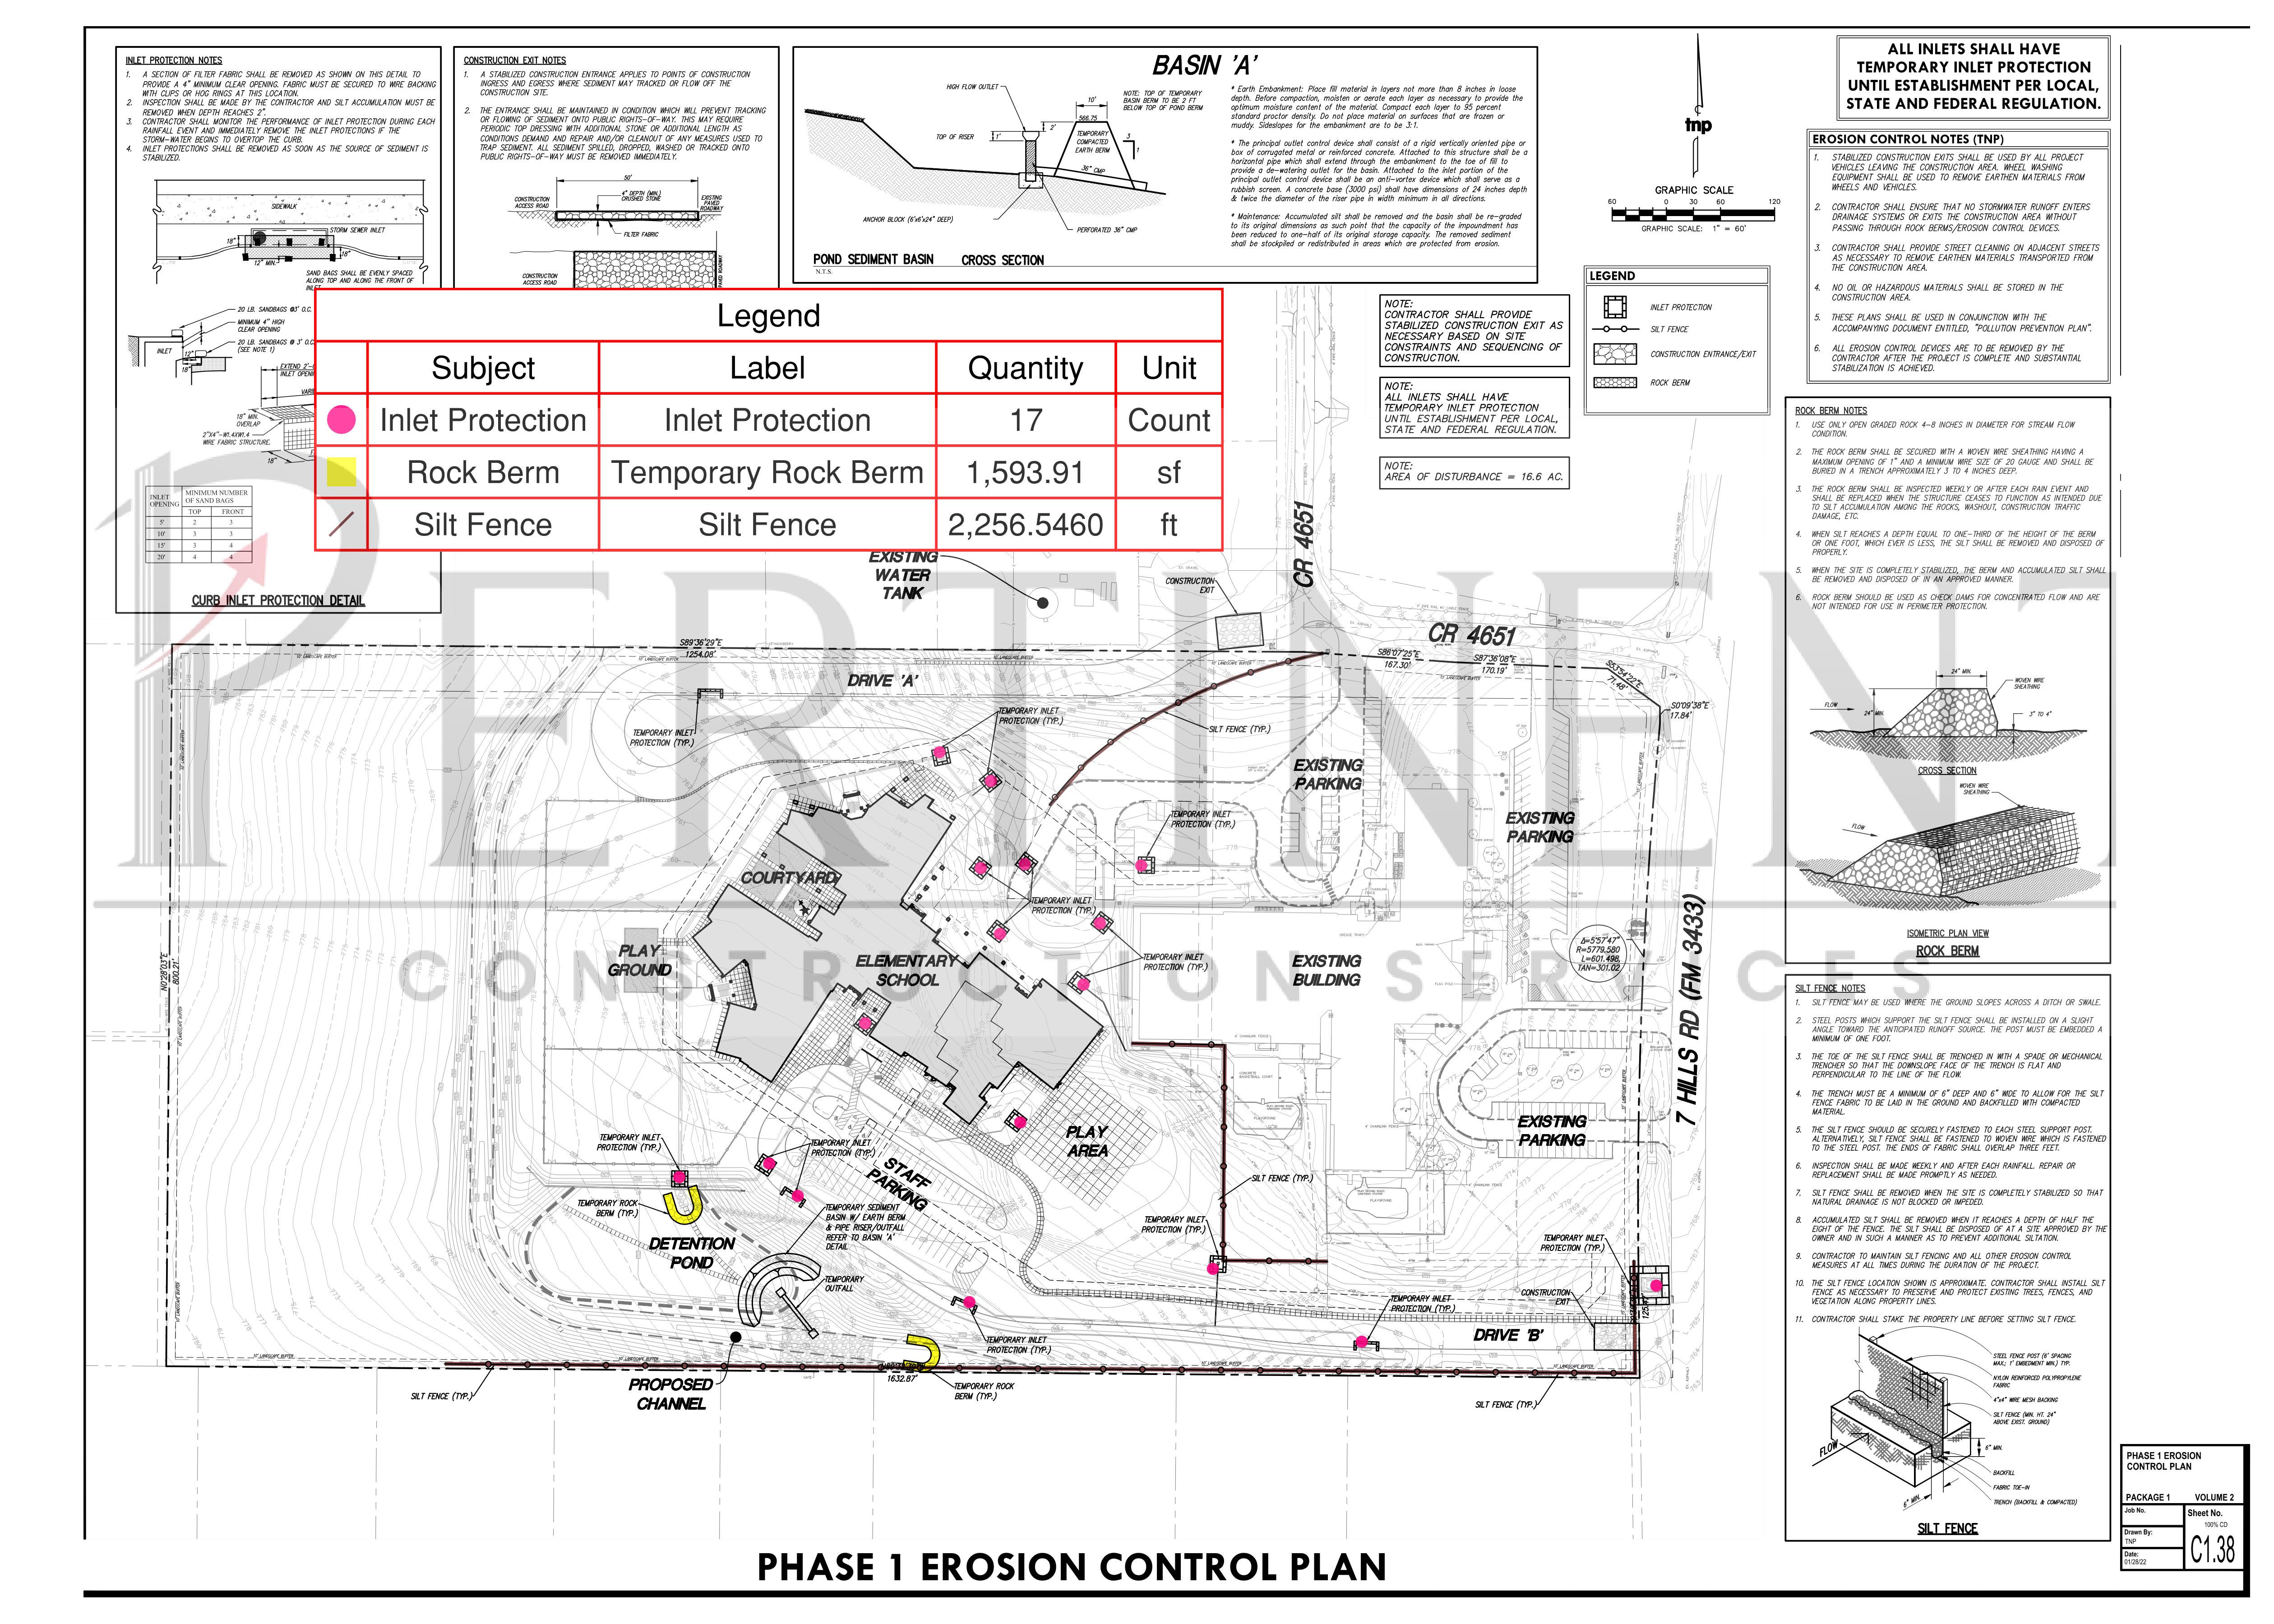 INLET PROTECTION NOTES
1. A SECTION OF FILTER FABRIC SHALL BE REMOVED AS SHOWN ON THIS DETAIL TO
PROVIDE A 4" MINIMUM CLEAR OPENING. FABRIC MUST BE SECURED TO WIRE BACKING
WITH CLIPS OR HOG RINGS AT THIS LOCATION.
2. INSPECTION SHALL BE MADE BY THE CONTRACTOR AND SILT ACCUMULATION MUST BE
REMOVED WHEN DEPTH REACHES 2".
3. CONTRACTOR SHALL MONITOR THE PERFORMANCE OF INLET PROTECTION DURING EACH
RAINFALL EVENT AND IMMEDIATELY REMOVE THE INLET PROTECTIONS IF THE
STORM-WATER BEGINS TO OVERTOP THE CURB.
4. INLET PROTECTIONS SHALL BE REMOVED AS SOON AS THE SOURCE OF SEDIMENT IS
STABILIZED.
SIDEWALK
STORM SEWER INLET
18"
18"
12" MIN.
SAND BAGS SHALL BE EVENLY SPACED
ALONG TOP AND ALONG THE FRONT OF
20 LB. SANDBAGS @3' O.C.
MINIMUM 4" HIGH
CLEAR OPENING
20 LB. SANDBAGS @ 3' O.C.
(SEE NOTE 1)
INLET
12"
18"
EXTEND 2'-
INLET OPENI
18" MIN.
OVERLAP
2"X4"-W1.4XW1.4
WIRE FABRIC STRUCTURE.
18"
INLET OPENING
MINIMUM NUMBER OF SAND BAGS
TOP FRONT
5' 2 3
10' 3 3
15' 3 4
20' 4 4
CURB INLET PROTECTION DETAIL
CONSTRUCTION EXIT NOTES
1. A STABILIZED CONSTRUCTION ENTRANCE APPLIES TO POINTS OF CONSTRUCTION
INGRESS AND EGRESS WHERE SEDIMENT MAY TRACKED OR FLOW OFF THE
CONSTRUCTION SITE.
2. THE ENTRANCE SHALL BE MAINTAINED IN CONDITION WHICH WILL PREVENT TRACKING
OR FLOWING OF SEDIMENT ONTO PUBLIC RIGHTS-OF-WAY. THIS MAY REQUIRE
PERIODIC TOP DRESSING WITH ADDITIONAL STONE OR ADDITIONAL LENGTH AS
CONDITIONS DEMAND AND REPAIR AND/OR CLEANOUT OF ANY MEASURES USED TO
TRAP SEDIMENT. ALL SEDIMENT SPILLED, DROPPED, WASHED OR TRACKED ONTO
PUBLIC RIGHTS-OF-WAY MUST BE REMOVED IMMEDIATELY.
50'
4" DEPTH (MIN.)
CRUSHED STONE
CONSTRUCTION
ACCESS ROAD
EXISTING
PAVED
ROADWAY
FILTER FABRIC
CONSTRUCTION
ACCESS ROAD
PAVED ROADWAY
BASIN 'A'
HIGH FLOW OUTLET
TOP OF RISER
1'
10'
566.75
2'
TEMPORARY
COMPACTED
EARTH BERM
3
1
NOTE: TOP OF TEMPORARY
BASIN BERM TO BE 2 FT
BELOW TOP OF POND BERM
36" CMP
ANCHOR BLOCK (6'x6'x24" DEEP)
PERFORATED 36" CMP
POND SEDIMENT BASIN CROSS SECTION
N.T.S.
* Earth Embankment: Place fill material in layers not more than 8 inches in loose
depth. Before compaction, moisten or aerate each layer as necessary to provide the
optimum moisture content of the material. Compact each layer to 95 percent
standard proctor density. Do not place material on surfaces that are frozen or
muddy. Sideslopes for the embankment are to be 3:1.
* The principal outlet control device shall consist of a rigid vertically oriented pipe or
box of corrugated metal or reinforced concrete. Attached to this structure shall be a
horizontal pipe which shall extend through the embankment to the toe of fill to
provide a de-watering outlet for the basin. Attached to the inlet portion of the
principal outlet control device shall be an anti-vortex device which shall serve as a
rubbish screen. A concrete base (3000 psi) shall have dimensions of 24 inches depth
& twice the diameter of the riser pipe in width minimum in all directions.
* Maintenance: Accumulated silt shall be removed and the basin shall be re-graded
to its original dimensions as such point that the capacity of the impoundment has
been reduced to one-half of its original storage capacity. The removed sediment
shall be stockpiled or redistributed in areas which are protected from erosion.
tnp
GRAPHIC SCALE
60 0 30 60 120
GRAPHIC SCALE: 1" = 60'
ALL INLETS SHALL HAVE
TEMPORARY INLET PROTECTION
UNTIL ESTABLISHMENT PER LOCAL,
STATE AND FEDERAL REGULATION.
EROSION CONTROL NOTES (TNP)
1. STABILIZED CONSTRUCTION EXITS SHALL BE USED BY ALL PROJECT
VEHICLES LEAVING THE CONSTRUCTION AREA. WHEEL WASHING
EQUIPMENT SHALL BE USED TO REMOVE EARTHEN MATERIALS FROM
WHEELS AND VEHICLES.
2. CONTRACTOR SHALL ENSURE THAT NO STORMWATER RUNOFF ENTERS
DRAINAGE SYSTEMS OR EXITS THE CONSTRUCTION AREA WITHOUT
PASSING THROUGH ROCK BERMS/EROSION CONTROL DEVICES.
3. CONTRACTOR SHALL PROVIDE STREET CLEANING ON ADJACENT STREETS
AS NECESSARY TO REMOVE EARTHEN MATERIALS TRANSPORTED FROM
THE CONSTRUCTION AREA.
4. NO OIL OR HAZARDOUS MATERIALS SHALL BE STORED IN THE
CONSTRUCTION AREA.
5. THESE PLANS SHALL BE USED IN CONJUNCTION WITH THE
ACCOMPANYING DOCUMENT ENTITLED, "POLLUTION PREVENTION PLAN".
6. ALL EROSION CONTROL DEVICES ARE TO BE REMOVED BY THE
CONTRACTOR AFTER THE PROJECT IS COMPLETE AND SUBSTANTIAL
STABILIZATION IS ACHIEVED.
LEGEND
INLET PROTECTION
SILT FENCE
CONSTRUCTION ENTRANCE/EXIT
ROCK BERM
NOTE:
CONTRACTOR SHALL PROVIDE
STABILIZED CONSTRUCTION EXIT AS
NECESSARY BASED ON SITE
CONSTRAINTS AND SEQUENCING OF
CONSTRUCTION.
NOTE:
ALL INLETS SHALL HAVE
TEMPORARY INLET PROTECTION
UNTIL ESTABLISHMENT PER LOCAL,
STATE AND FEDERAL REGULATION.
NOTE:
AREA OF DISTURBANCE = 16.6 AC.
Legend
Subject Label Quantity Unit
Inlet Protection Inlet Protection 17 Count
Rock Berm Temporary Rock Berm 1,593.91 sf
Silt Fence Silt Fence 2,256.5460 ft
ROCK BERM NOTES
1. USE ONLY OPEN GRADED ROCK 4-8 INCHES IN DIAMETER FOR STREAM FLOW
CONDITION.
2. THE ROCK BERM SHALL BE SECURED WITH A WOVEN WIRE SHEATHING HAVING A
MAXIMUM OPENING OF 1" AND A MINIMUM WIRE SIZE OF 20 GAUGE AND SHALL BE
BURIED IN A TRENCH APPROXIMATELY 3 TO 4 INCHES DEEP.
3. THE ROCK BERM SHALL BE INSPECTED WEEKLY OR AFTER EACH RAIN EVENT AND
SHALL BE REPLACED WHEN THE STRUCTURE CEASES TO FUNCTION AS INTENDED DUE
TO SILT ACCUMULATION AMONG THE ROCKS, WASHOUT, CONSTRUCTION TRAFFIC
DAMAGE, ETC.
4. WHEN SILT REACHES A DEPTH EQUAL TO ONE-THIRD OF THE HEIGHT OF THE BERM
OR ONE FOOT, WHICH EVER IS LESS, THE SILT SHALL BE REMOVED AND DISPOSED OF
PROPERLY.
5. WHEN THE SITE IS COMPLETELY STABILIZED, THE BERM AND ACCUMULATED SILT SHALL
BE REMOVED AND DISPOSED OF IN AN APPROVED MANNER.
6. ROCK BERM SHOULD BE USED AS CHECK DAMS FOR CONCENTRATED FLOW AND ARE
NOT INTENDED FOR USE IN PERIMETER PROTECTION.
24" MIN.
WOVEN WIRE
SHEATHING
FLOW
24" MIN.
3" TO 4"
CROSS SECTION
WOVEN WIRE
SHEATHING
FLOW
ISOMETRIC PLAN VIEW
ROCK BERM
SILT FENCE NOTES
1. SILT FENCE MAY BE USED WHERE THE GROUND SLOPES ACROSS A DITCH OR SWALE.
2. STEEL POSTS WHICH SUPPORT THE SILT FENCE SHALL BE INSTALLED ON A SLIGHT
ANGLE TOWARD THE ANTICIPATED RUNOFF SOURCE. THE POST MUST BE EMBEDDED A
MINIMUM OF ONE FOOT.
3. THE TOE OF THE SILT FENCE SHALL BE TRENCHED IN WITH A SPADE OR MECHANICAL
TRENCHER SO THAT THE DOWNSLOPE FACE OF THE TRENCH IS FLAT AND
PERPENDICULAR TO THE LINE OF THE FLOW.
4. THE TRENCH MUST BE A MINIMUM OF 6" DEEP AND 6" WIDE TO ALLOW FOR THE SILT
FENCE FABRIC TO BE LAID IN THE GROUND AND BACKFILLED WITH COMPACTED
MATERIAL.
5. THE SILT FENCE SHOULD BE SECURELY FASTENED TO EACH STEEL SUPPORT POST.
ALTERNATIVELY, SILT FENCE SHALL BE FASTENED TO WOVEN WIRE WHICH IS FASTENED
TO THE STEEL POST. THE ENDS OF FABRIC SHALL OVERLAP THREE FEET.
6. INSPECTION SHALL BE MADE WEEKLY AND AFTER EACH RAINFALL. REPAIR OR
REPLACEMENT SHALL BE MADE PROMPTLY AS NEEDED.
7. SILT FENCE SHALL BE REMOVED WHEN THE SITE IS COMPLETELY STABILIZED SO THAT
NATURAL DRAINAGE IS NOT BLOCKED OR IMPEDED.
8. ACCUMULATED SILT SHALL BE REMOVED WHEN IT REACHES A DEPTH OF HALF THE
EIGHT OF THE FENCE. THE SILT SHALL BE DISPOSED OF AT A SITE APPROVED BY THE
OWNER AND IN SUCH A MANNER AS TO PREVENT ADDITIONAL SILTATION.
9. CONTRACTOR TO MAINTAIN SILT FENCING AND ALL OTHER EROSION CONTROL
MEASURES AT ALL TIMES DURING THE DURATION OF THE PROJECT.
10. THE SILT FENCE LOCATION SHOWN IS APPROXIMATE. CONTRACTOR SHALL INSTALL SILT
FENCE AS NECESSARY TO PRESERVE AND PROTECT EXISTING TREES, FENCES, AND
VEGETATION ALONG PROPERTY LINES.
11. CONTRACTOR SHALL STAKE THE PROPERTY LINE BEFORE SETTING SILT FENCE.
STEEL FENCE POST (6' SPACING
MAX.; 1' EMBEDMENT MIN.) TYP.
NYLON REINFORCED POLYPROPYLENE
FABRIC
4"x4" WIRE MESH BACKING
SILT FENCE (MIN. HT. 24"
ABOVE EXIST. GROUND)
FLOW
6" MIN.
6" MIN.
BACKFILL
FABRIC TOE-IN
TRENCH (BACKFILL & COMPACTED)
SILT FENCE
EXISTING
WATER
TANK
CONSTRUCTION
EXIT
CR 4651
CR 4651
S89'36'29"E
1254.08'
S86'07'25"E
167.30'
S87'36'08"E
170.19'
S53'54'22"E
71.48'
S0'09'38"E
17.84'
DRIVE 'A'
TEMPORARY INLET
PROTECTION (TYP.)
TEMPORARY INLET
PROTECTION (TYP.)
SILT FENCE (TYP.)
EXISTING
PARKING
EXISTING
PARKING
TEMPORARY INLET
PROTECTION (TYP.)
COURTYARD
TEMPORARY INLET
PROTECTION (TYP.)
PLAY
GROUND
ELEMENTARY
SCHOOL
TEMPORARY INLET
PROTECTION (TYP.)
EXISTING
BUILDING
Δ=5'57'47"
R=5779.580
L=601.498,
TAN=301.02
7 HILLS RD (FM 3433)
N0'28'03"E
800.21'
PERTINENT
CONSTRUCTION SERVICES
EXISTING
PARKING
PLAY
AREA
STAFF
PARKING
TEMPORARY INLET
PROTECTION (TYP.)
TEMPORARY INLET
PROTECTION (TYP.)
TEMPORARY ROCK
BERM (TYP.)
TEMPORARY SEDIMENT
BASIN W/ EARTH BERM
& PIPE RISER/OUTFALL
REFER TO BASIN 'A'
DETAIL
SILT FENCE (TYP.)
TEMPORARY INLET
PROTECTION (TYP.)
DETENTION
POND
TEMPORARY
OUTFALL
TEMPORARY INLET
PROTECTION (TYP.)
CONSTRUCTION
EXIT
TEMPORARY INLET
PROTECTION (TYP.)
TEMPORARY INLET
PROTECTION (TYP.)
DRIVE 'B'
1632.87'
SILT FENCE (TYP.)
PROPOSED
CHANNEL
TEMPORARY ROCK
BERM (TYP.)
SILT FENCE (TYP.)
PHASE 1 EROSION CONTROL PLAN
PHASE 1 EROSION
CONTROL PLAN
PACKAGE 1 VOLUME 2
Job No.
Drawn By:
TNP
Date:
01/28/22
Sheet No.
100% CD
C1.38